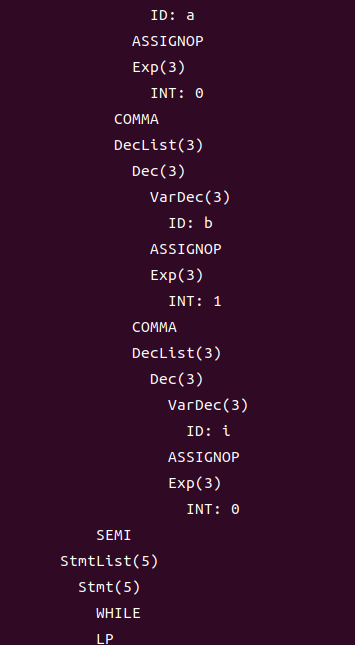 ID: a
ASSIGNOP
Exp(3)
INT: 0
COMMA
DecList(3)
Dec(3)
VarDec(3)
ID: b
ASSIGNOP
Exp(3)
INT: 1
COMMA
DecList(3)
Dec(3)
VarDec(3)
ID: i
ASSIGNOP
Exp(3)
INT: 0
SEMI
StmtList(5)
Stmt(5)
WHILE
LP